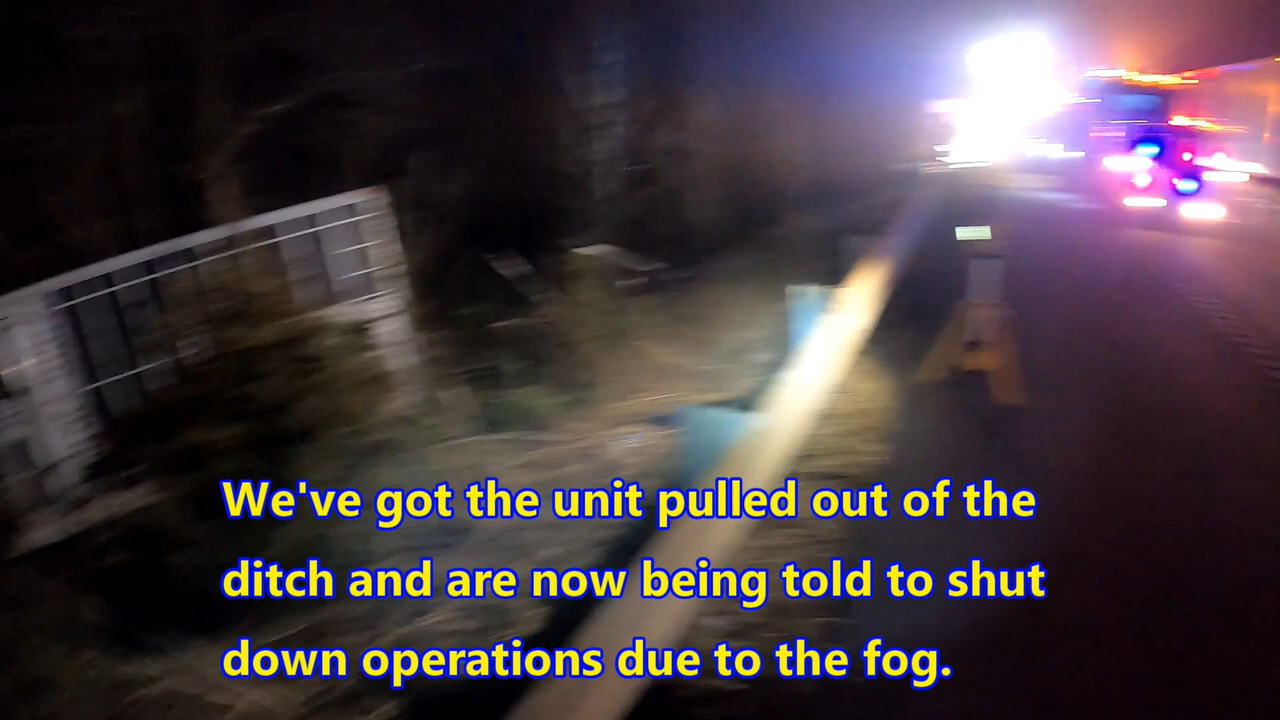 We've got the unit pulled out of the
ditch and are now being told to shut
down operations due to the fog.